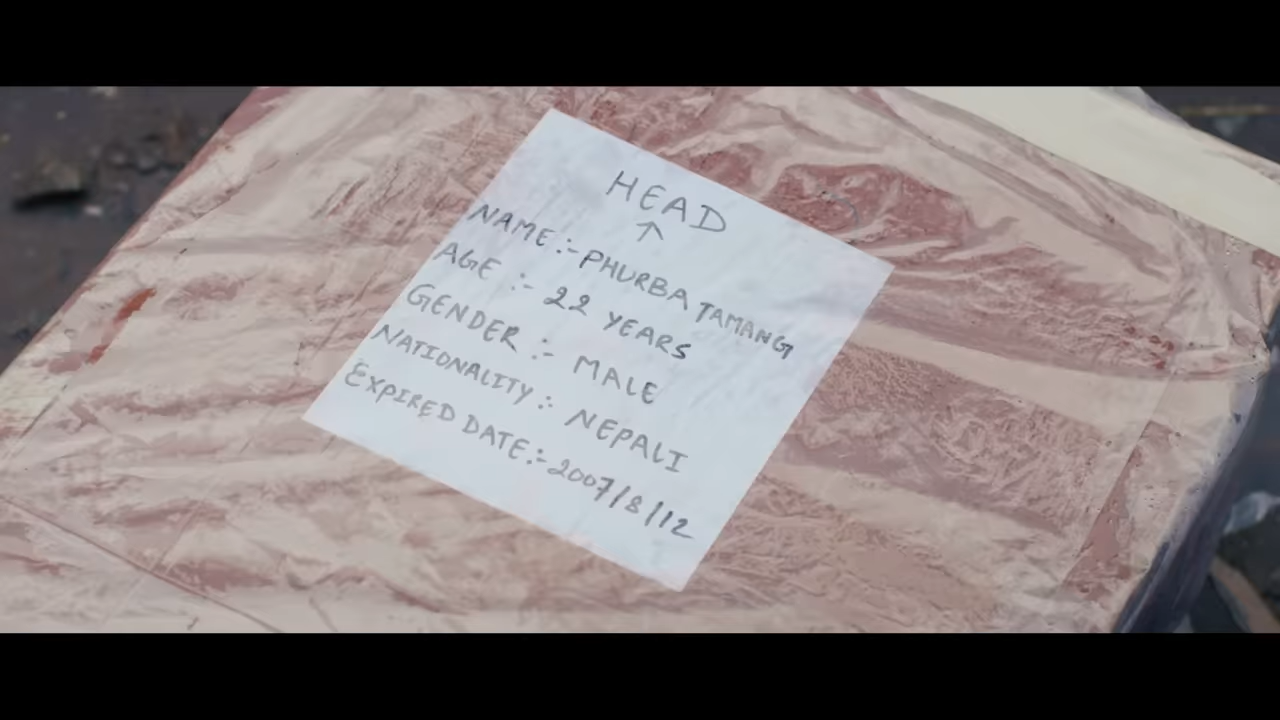 HEAD
↑
NAME :- PHURBA TAMANG
AGE :- 22 YEARS
GENDER :- MALE
NATIONALITY :- NEPALI
EXPIRED DATE :- 2007/8/12